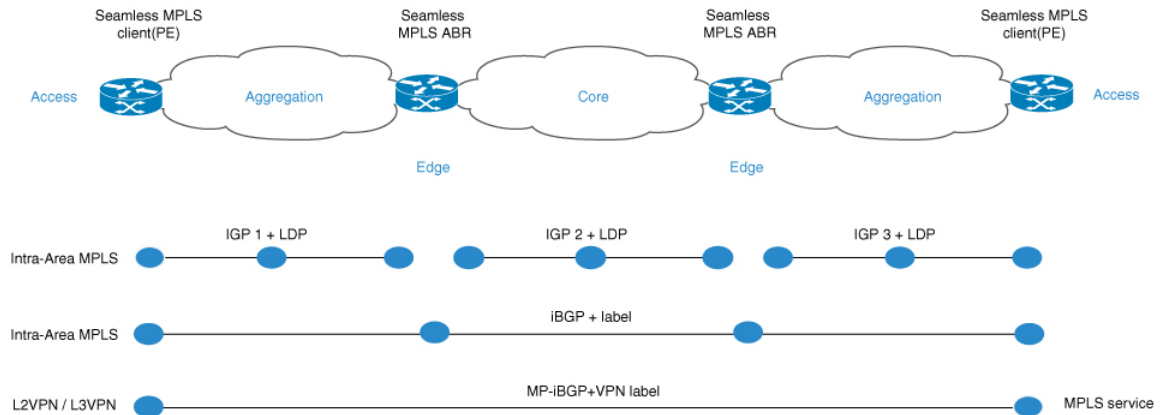 Seamless MPLS
client(PE)
Seamless
MPLS ABR
Seamless
MPLS ABR
Seamless MPLS
client(PE)
Access
Aggregation
Core
Aggregation
Access
Edge
Edge
IGP 1 + LDP
IGP 2 + LDP
IGP 3 + LDP
Intra-Area MPLS
iBGP + label
Intra-Area MPLS
MP-iBGP+VPN label
L2VPN / L3VPN
MPLS service